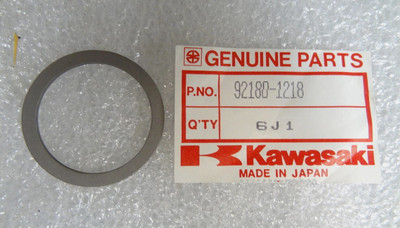 GENUINE PARTS
P.NO. 92180-1218
Q'TY 6J1
Kawasaki
MADE IN JAPAN